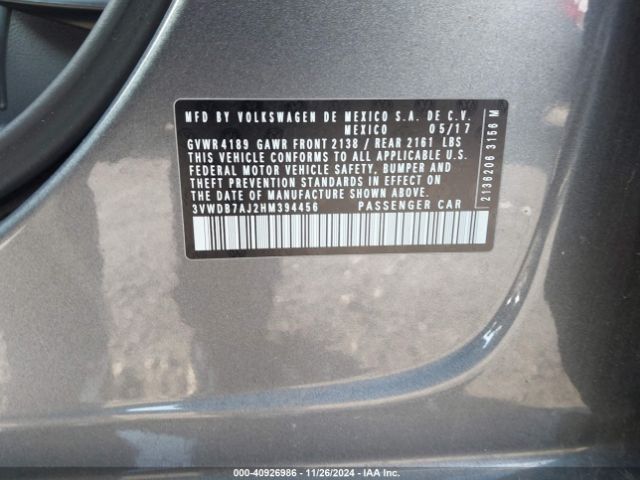 MFD BY VOLKSWAGEN DE MEXICO S.A. DE C.V.
MEXICO 05/17
GVWR 4189 GAWR FRONT 2138 / REAR 2161 LBS
THIS VEHICLE CONFORMS TO ALL APPLICABLE U.S.
FEDERAL MOTOR VEHICLE SAFETY, BUMPER AND
THEFT PREVENTION STANDARDS IN EFFECT ON
THE DATE OF MANUFACTURE SHOWN ABOVE
3VWDB7AJ2HM394456 PASSENGER CAR
2136206 3156 M
000-40926986 - 11/26/2024 - IAA Inc.